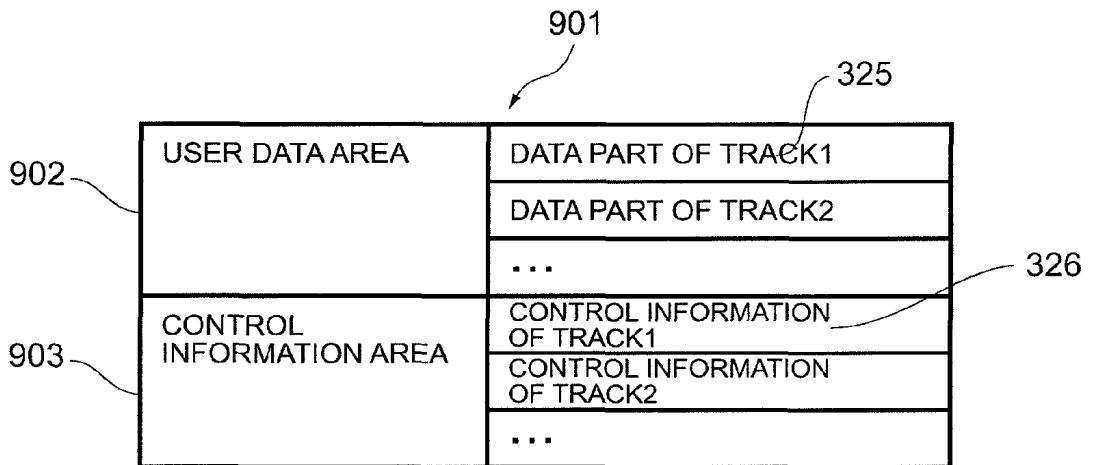 901
325
USER DATA AREA
DATA PART OF TRACK1
902
DATA PART OF TRACK2
...
326
CONTROL
INFORMATION AREA
CONTROL INFORMATION
OF TRACK1
903
CONTROL INFORMATION
OF TRACK2
...